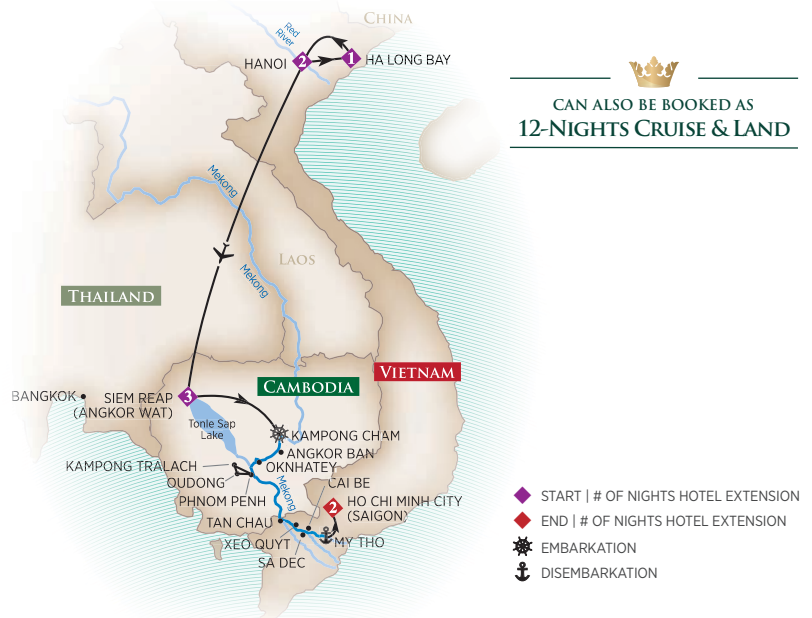 CHINA
Red
River
HANOI
2
1
HA LONG BAY
CAN ALSO BE BOOKED AS
12-NIGHTS CRUISE & LAND
Mekong
LAOS
Mekong
THAILAND
VIETNAM
CAMBODIA
BANGKOK
SIEM REAP
(ANGKOR WAT)
3
Tonle Sap
Lake
KAMPONG CHAM
ANGKOR BAN
KAMPONG TRALACH
OKNHATEY
OUDONG
CAI BE
PHNOM PENH
Mekong
2
HO CHI MINH CITY
(SAIGON)
TAN CHAU
XEO QUYT
MY THO
SA DEC
START | # OF NIGHTS HOTEL EXTENSION
END | # OF NIGHTS HOTEL EXTENSION
EMBARKATION
DISEMBARKATION